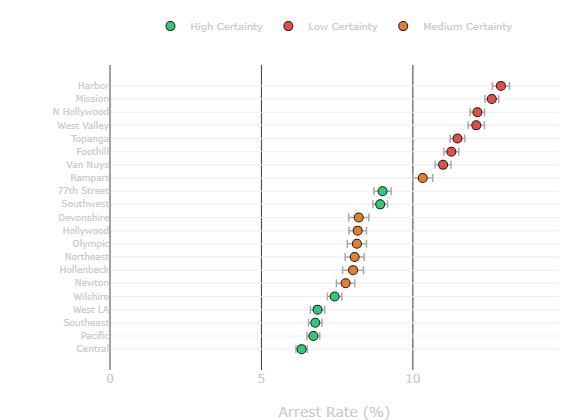 High Certainty Low Certainty Medium Certainty
Harbor
Mission
N Hollywood
West Valley
Topanga
Foothill
Van Nuys
Rampart
77th Street
Southwest
Devonshire
Hollywood
Olympic
Northeast
Hollenbeck
Newton
Wilshire
West LA
Southeast
Pacific
Central
0 5 10
Arrest Rate (%)